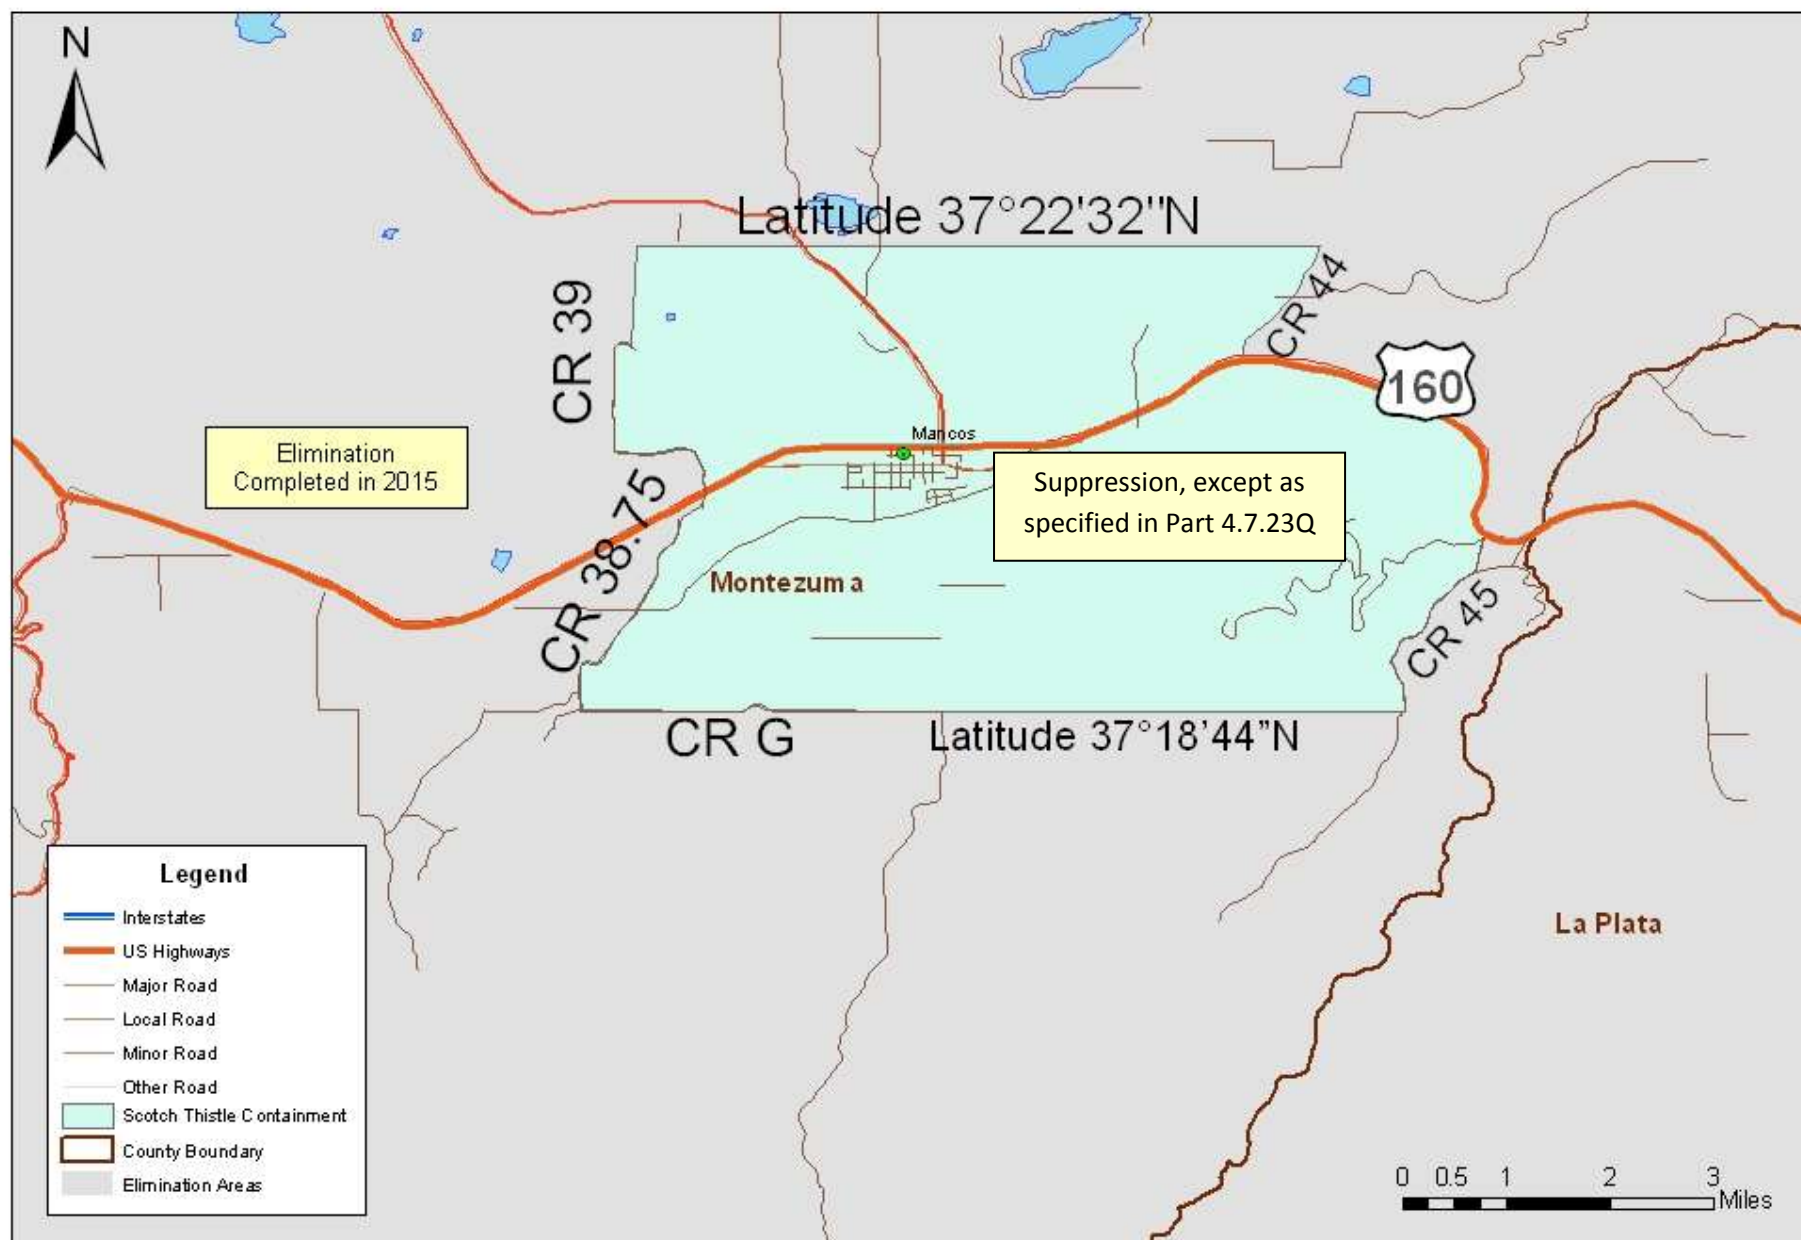 N
Latitude 37°22'32"N
CR 39
CR 44
160
Mancos
Elimination
Completed in 2015
Suppression, except as
specified in Part 4.7.23Q
CR 38.75
Montezuma
CR 45
CR G
Latitude 37°18’44”N
La Plata
Legend
Interstates
US Highways
Major Road
Local Road
Minor Road
Other Road
Scotch Thistle Containment
County Boundary
Elimination Areas
0 0.5 1 2 3
Miles